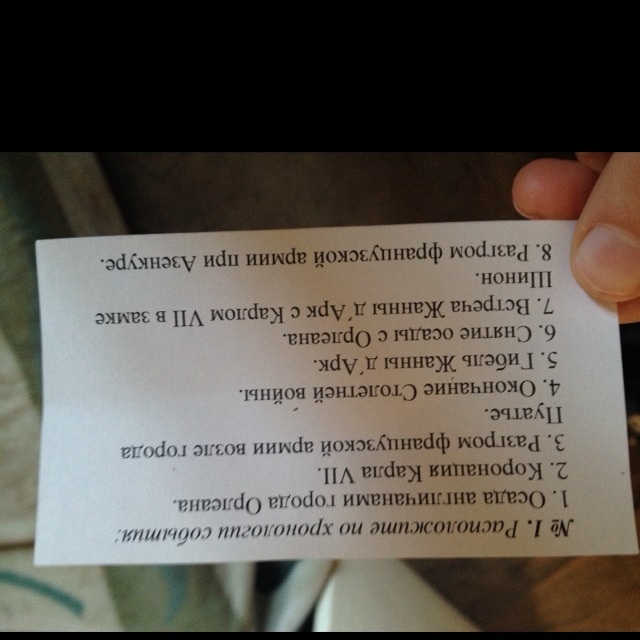 № 1. Расположите по хронологии события:
1. Осада англичанами города Орлеана.
2. Коронация Карла VII.
3. Разгром французской армии возле города
Пуатье.
4. Окончание Столетней войны.
5. Гибель Жанны д'Арк.
6. Снятие осады с Орлеана.
7. Встреча Жанны д'Арк с Карлом VII в замке
Шинон.
8. Разгром французской армии при Азенкуре.